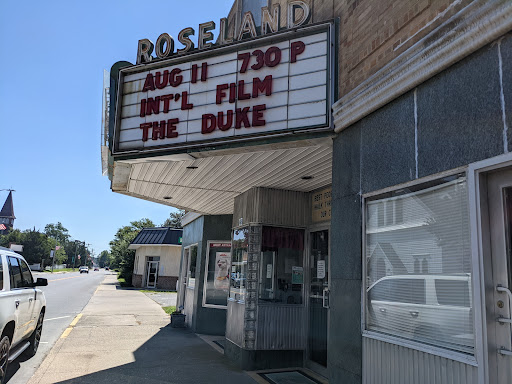 ROSELAND
AUG 11 730 P
INT'L FILM
THE DUKE